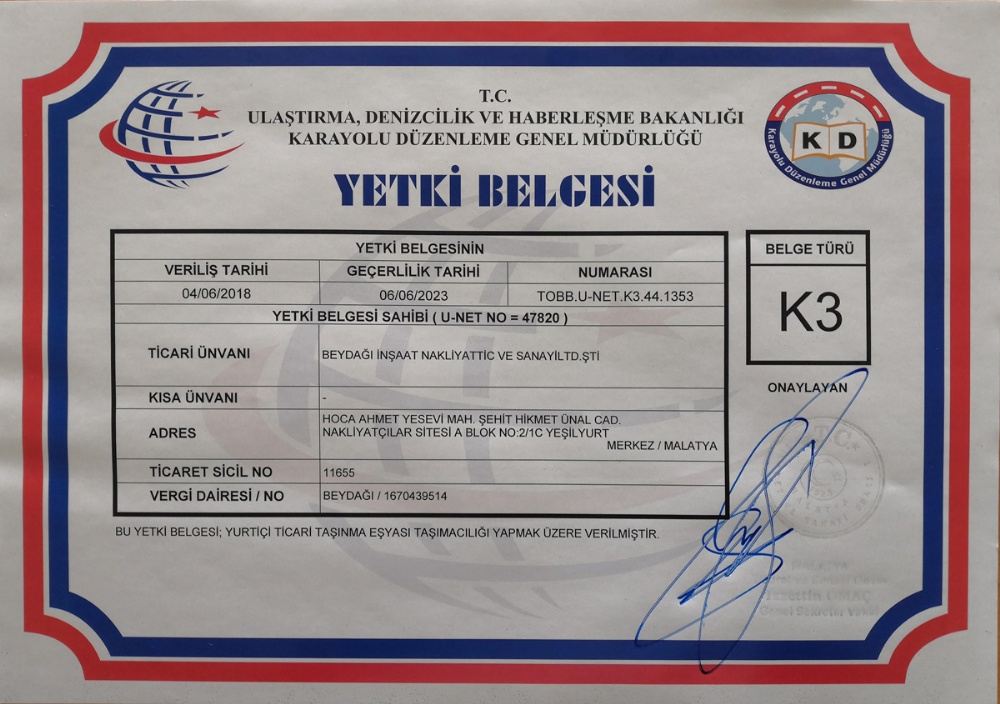 T.C.
ULAŞTIRMA, DENİZCİLİK VE HABERLEŞME BAKANLIĞI
KARAYOLU DÜZENLEME GENEL MÜDÜRLÜĞÜ
K D
Karayolu Düzenleme Genel Müdürlüğü
YETKİ BELGESİ
YETKİ BELGESİNİN
VERİLİŞ TARİHİ GEÇERLİLİK TARİHİ NUMARASI
04/06/2018 06/06/2023 TOBB.U-NET.K3.44.1353
YETKİ BELGESİ SAHİBİ ( U-NET NO = 47820 )
TİCARİ ÜNVANI BEYDAĞI İNŞAAT NAKLİYATTİC VE SANAYİLTD.ŞTİ
KISA ÜNVANI -
ADRES HOCA AHMET YESEVİ MAH. ŞEHİT HİKMET ÜNAL CAD.
NAKLİYATÇILAR SİTESİ A BLOK NO:2/1C YEŞİLYURT
MERKEZ / MALATYA
TİCARET SİCİL NO 11655
VERGİ DAİRESİ / NO BEYDAĞI / 1670439514
BU YETKİ BELGESİ; YURTİÇİ TİCARİ TAŞINMA EŞYASI TAŞIMACILIĞI YAPMAK ÜZERE VERİLMİŞTİR.
BELGE TÜRÜ
K3
ONAYLAYAN
T.C.
MALATYA
Genel Sekreter